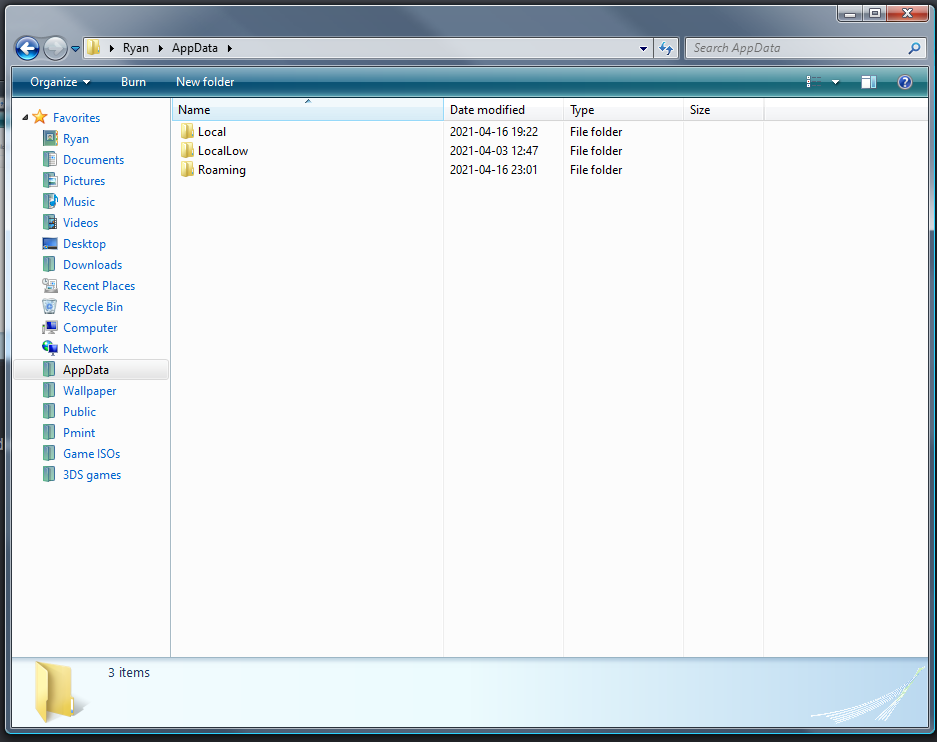 Ryan AppData Search AppData
Organize Burn New folder
Name Date modified Type Size
Favorites
Ryan
Documents
Pictures
Music
Videos
Desktop
Downloads
Recent Places
Recycle Bin
Computer
Network
AppData
Wallpaper
Public
Pmint
Game ISOs
3DS games
Local 2021-04-16 19:22 File folder
LocalLow 2021-04-03 12:47 File folder
Roaming 2021-04-16 23:01 File folder
3 items